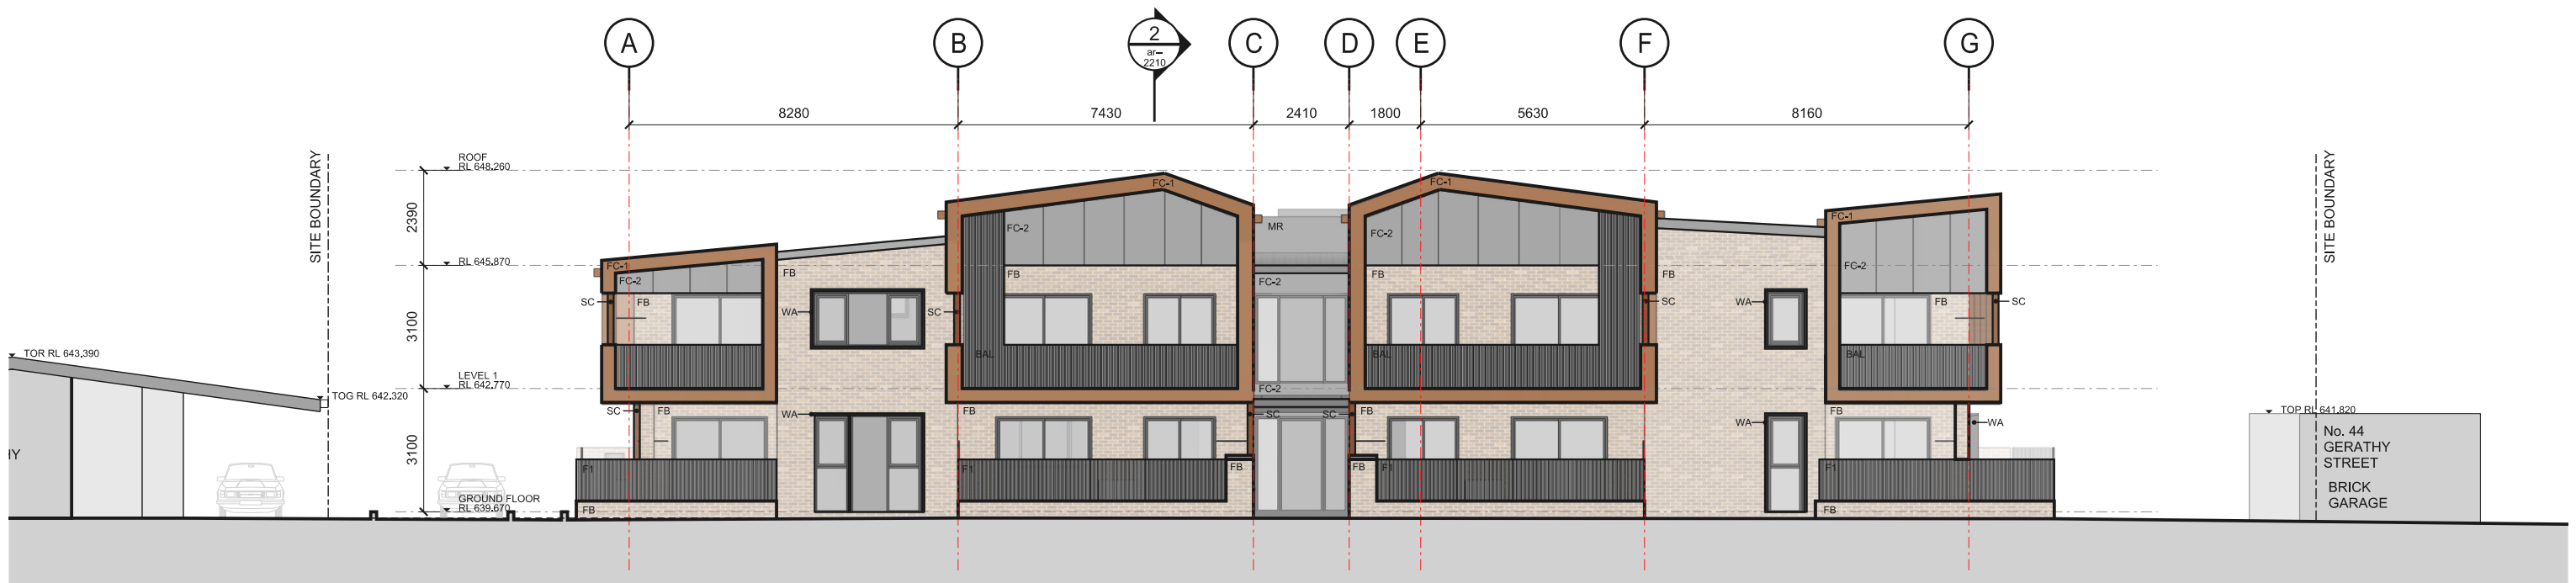 A
B
2
ar-
2210
C
D
E
F
G
8280
7430
2410
1800
5630
8160
SITE BOUNDARY
SITE BOUNDARY
ROOF
RL 648.260
2390
RL 645.870
3100
LEVEL 1
RL 642.770
3100
GROUND FLOOR
RL 639.670
TOR RL 643.390
TOG RL 642.320
HY
FC-1
FC-2
SC
FB
FB
WA
SC
FC-1
FC-2
FB
BAL
MR
FC-2
FC-2
FC-1
FC-2
FB
BAL
SC
FB
WA
FC-1
FC-2
FB
SC
BAL
SC
FB
WA
FB
SC
SC
FB
WA
FB
WA
F1
FB
F1
FB
FB
F1
F1
FB
TOP RL 641.820
No. 44
GERATHY
STREET
BRICK
GARAGE